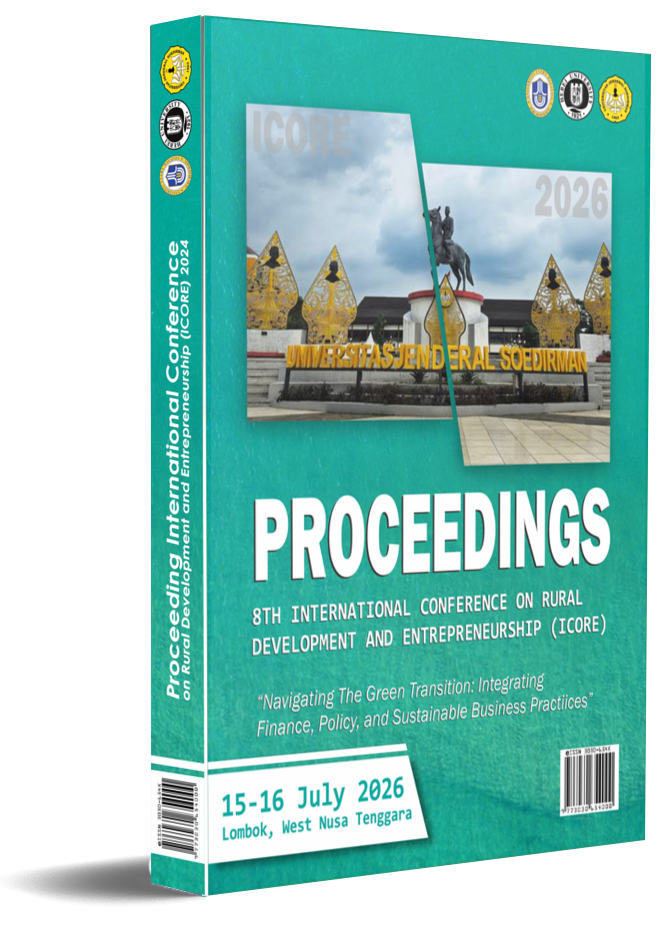 Proceeding International Conference
on Rural Development and Entrepreneurship (ICORE) 2024
ICORE
2026
UNIVERSITAS JENDERAL SOEDIRMAN
PROCEEDINGS
8TH INTERNATIONAL CONFERENCE ON RURAL
DEVELOPMENT AND ENTREPRENEURSHIP (ICORE)
“Navigating The Green Transition: Integrating
Finance, Policy, and Sustainable Business Practiices”
15-16 July 2026
Lombok, West Nusa Tenggara